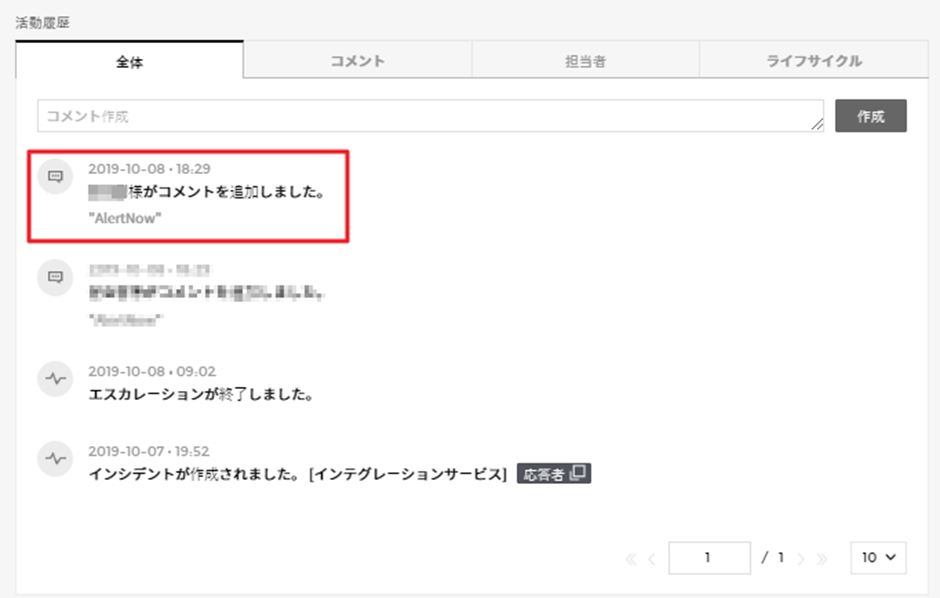 活動履歴
全体
コメント
担当者
ライフサイクル
コメント作成
作成
2019-10-08 • 18:29
様がコメントを追加しました。
"AlertNow"
2019-10-08 • 09:02
エスカレーションが終了しました。
2019-10-07 • 19:52
インシデントが作成されました。 [インテグレーションサービス] 応答者
1 / 1
10